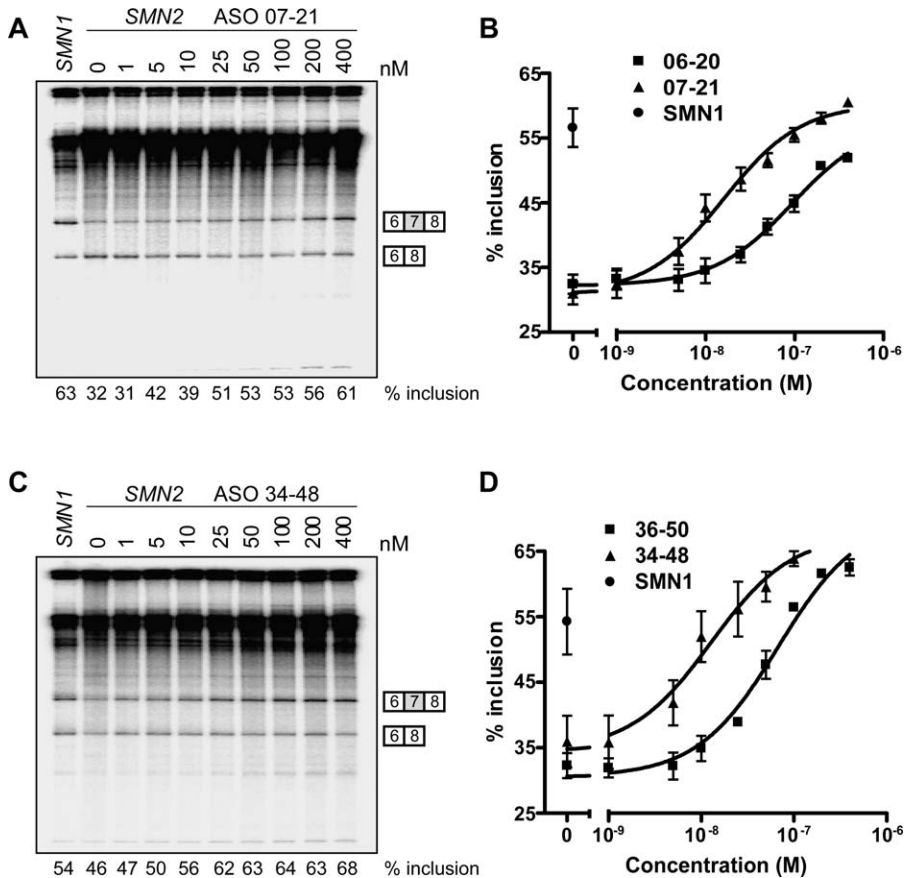 A
SMN1
SMN2 ASO 07-21
0 1 5 10 25 50 100 200 400 nM
6 7 8
6 8
63 32 31 42 39 51 53 53 56 61 % inclusion
B
06-20
07-21
SMN1
65
55
45
35
25
% inclusion
0 10-9 10-8 10-7 10-6
Concentration (M)
C
SMN1
SMN2 ASO 34-48
0 1 5 10 25 50 100 200 400 nM
6 7 8
6 8
54 46 47 50 56 62 63 64 63 68 % inclusion
D
36-50
34-48
SMN1
65
55
45
35
25
% inclusion
0 10-9 10-8 10-7 10-6
Concentration (M)